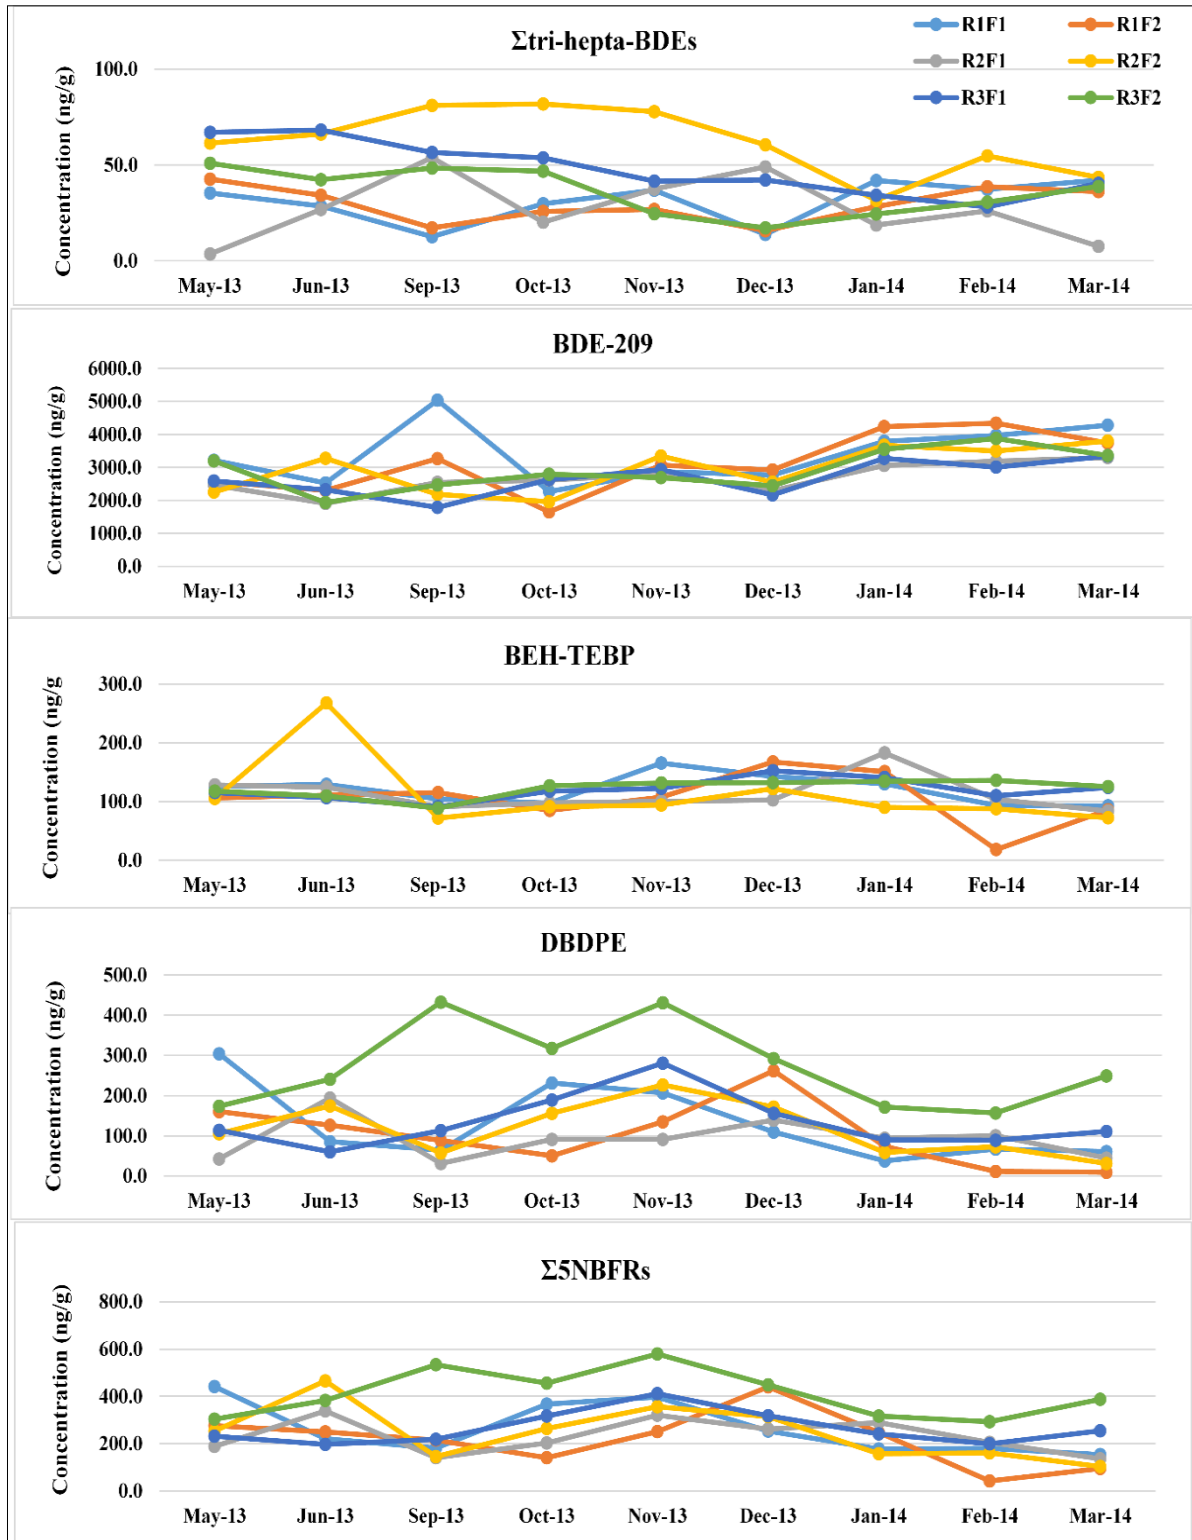 Σtri-hepta-BDEs
R1F1 R1F2
R2F1 R2F2
R3F1 R3F2
Concentration (ng/g)
100.0
50.0
0.0
May-13 Jun-13 Sep-13 Oct-13 Nov-13 Dec-13 Jan-14 Feb-14 Mar-14
BDE-209
Concentration (ng/g)
6000.0
5000.0
4000.0
3000.0
2000.0
1000.0
0.0
May-13 Jun-13 Sep-13 Oct-13 Nov-13 Dec-13 Jan-14 Feb-14 Mar-14
BEH-TEBP
Concentration (ng/g
300.0
200.0
100.0
0.0
May-13 Jun-13 Sep-13 Oct-13 Nov-13 Dec-13 Jan-14 Feb-14 Mar-14
DBDPE
Concentration (ng/g)
500.0
400.0
300.0
200.0
100.0
0.0
May-13 Jun-13 Sep-13 Oct-13 Nov-13 Dec-13 Jan-14 Feb-14 Mar-14
Σ5NBFRs
Concentration (ng/g)
800.0
600.0
400.0
200.0
0.0
May-13 Jun-13 Sep-13 Oct-13 Nov-13 Dec-13 Jan-14 Feb-14 Mar-14